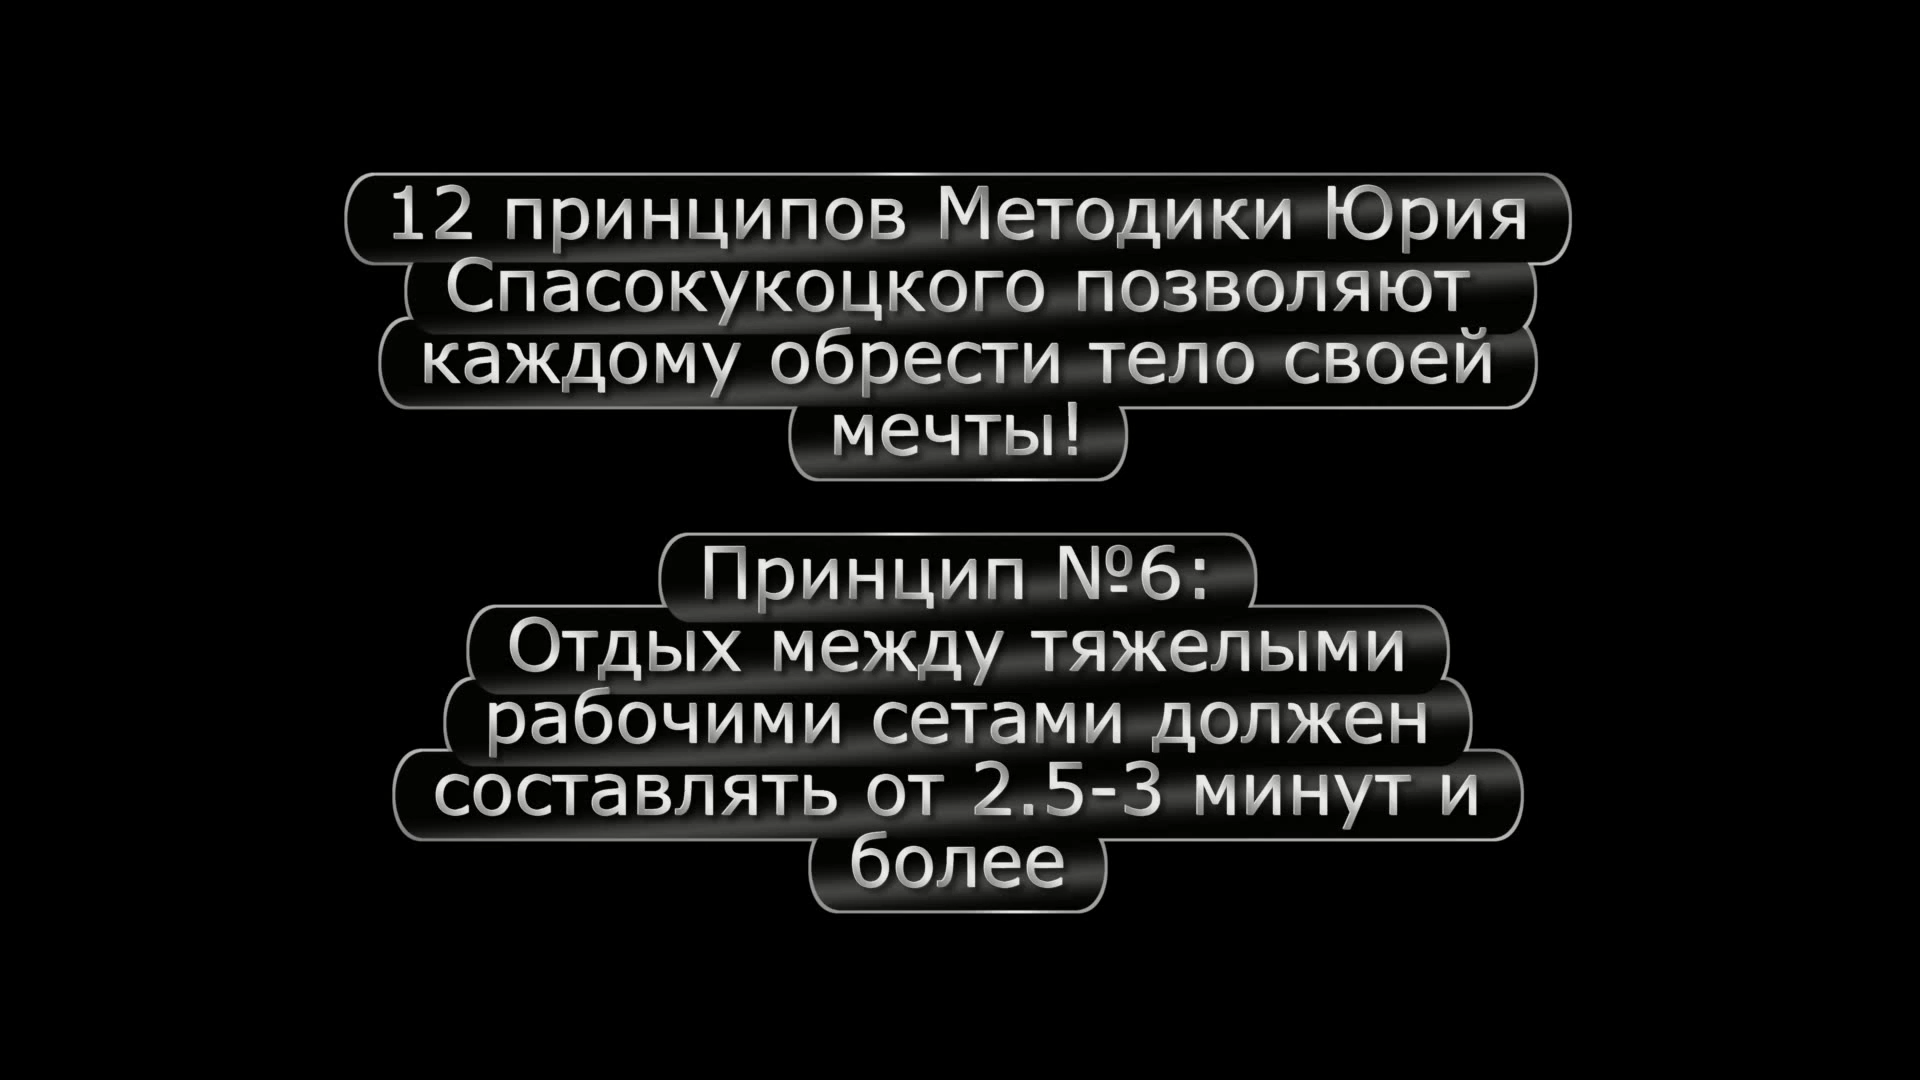 12 принципов Методики Юрия
Спасокукоцкого позволяют
каждому обрести тело своей
мечты!
Принцип №6:
Отдых между тяжелыми
рабочими сетами должен
составлять от 2.5-3 минут и
более